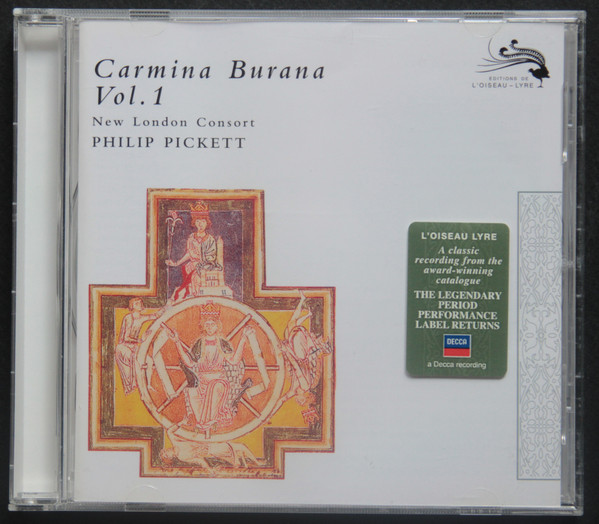 Carmina Burana
Vol.1
New London Consort
PHILIP PICKETT
EDITIONS DE
L'OISEAU-LYRE
L'OISEAU LYRE
A classic
recording from the
award-winning
catalogue
THE LEGENDARY
PERIOD
PERFORMANCE
LABEL RETURNS
DECCA
a Decca recording